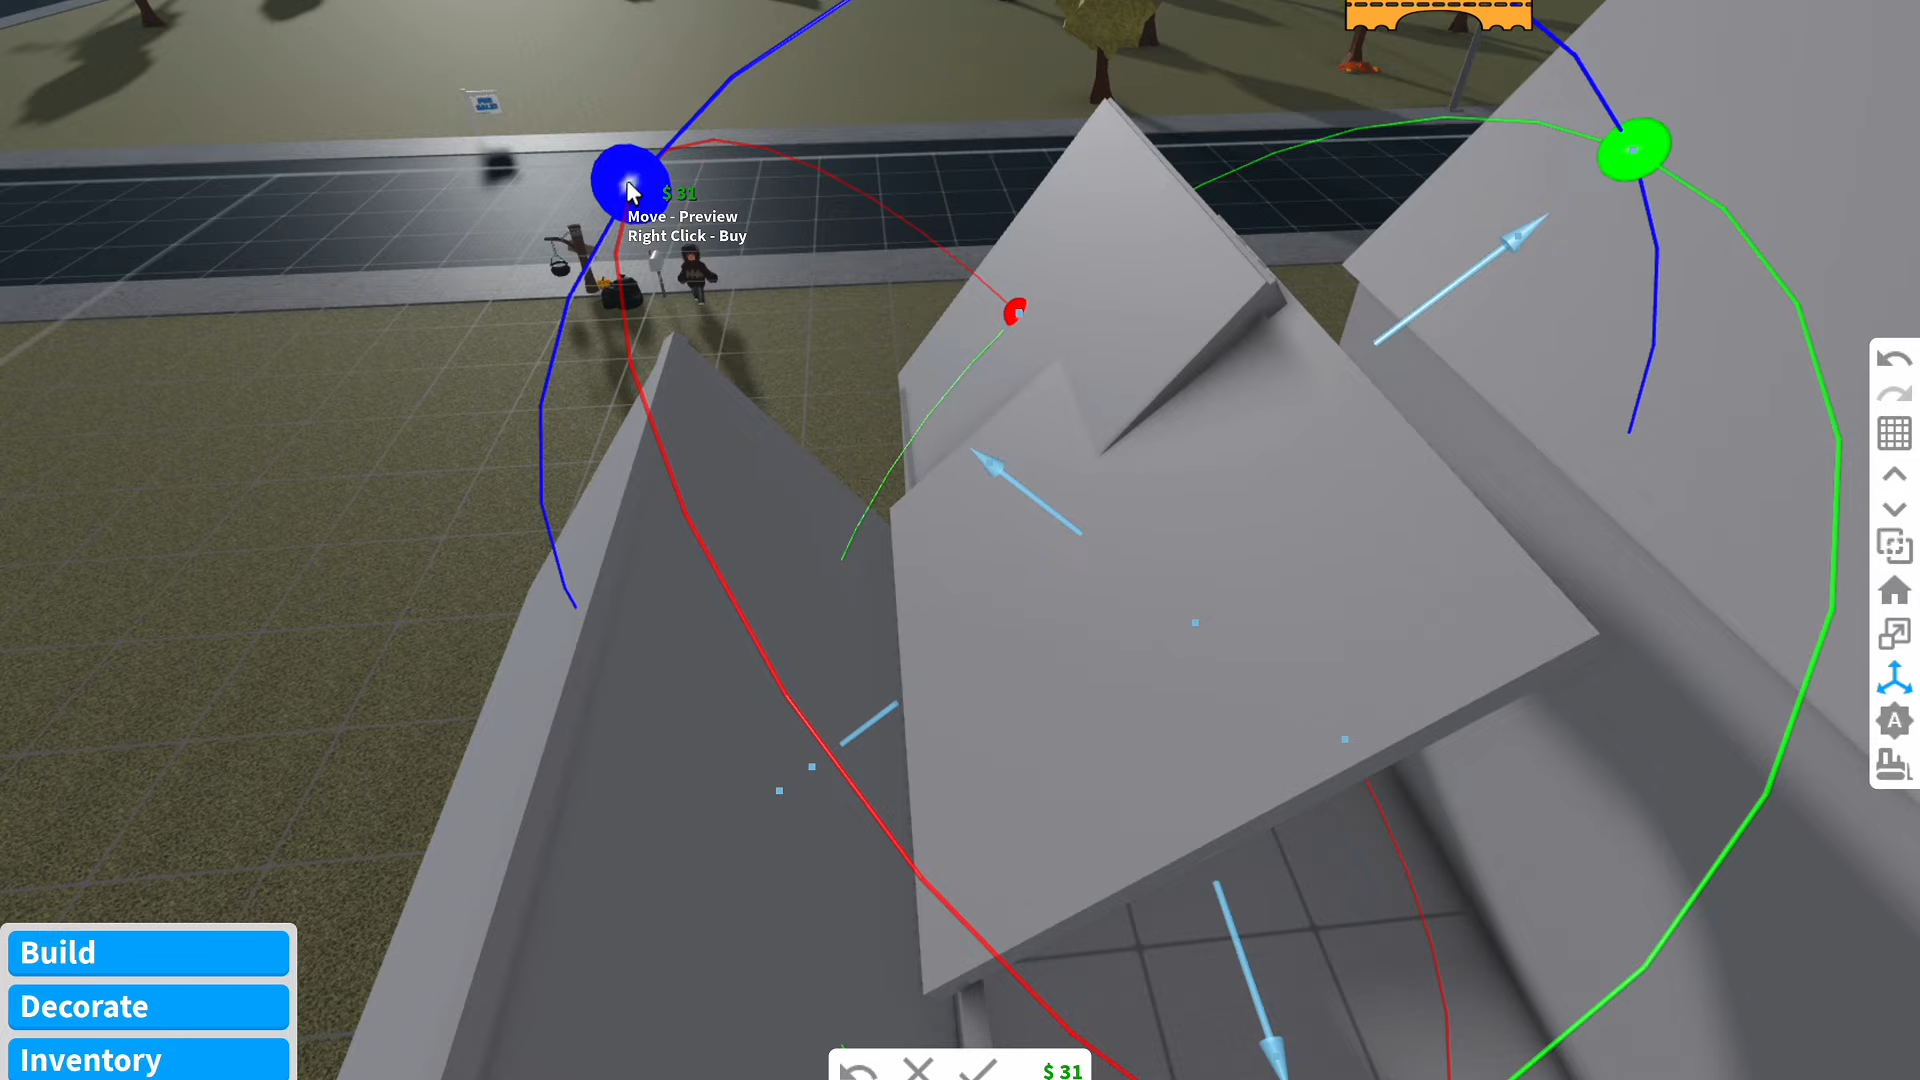 $ 31
Move - Preview
Right Click - Buy
A
Build
Decorate
Inventory
$ 31